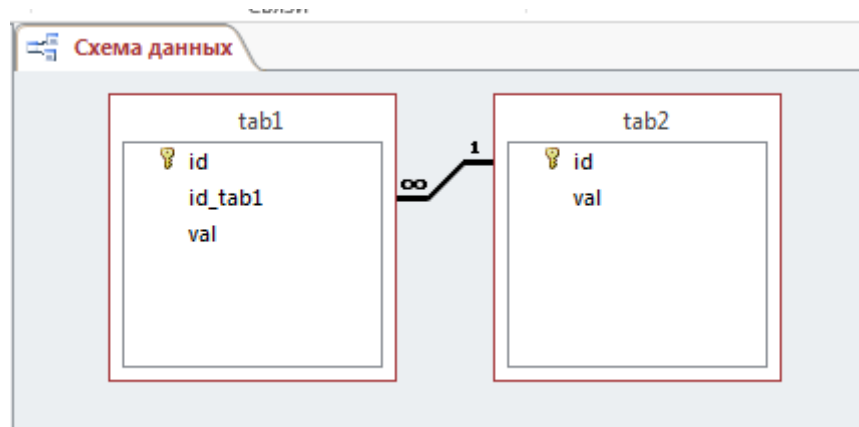 Схема данных
tab1
id
id_tab1
val
∞
1
tab2
id
val